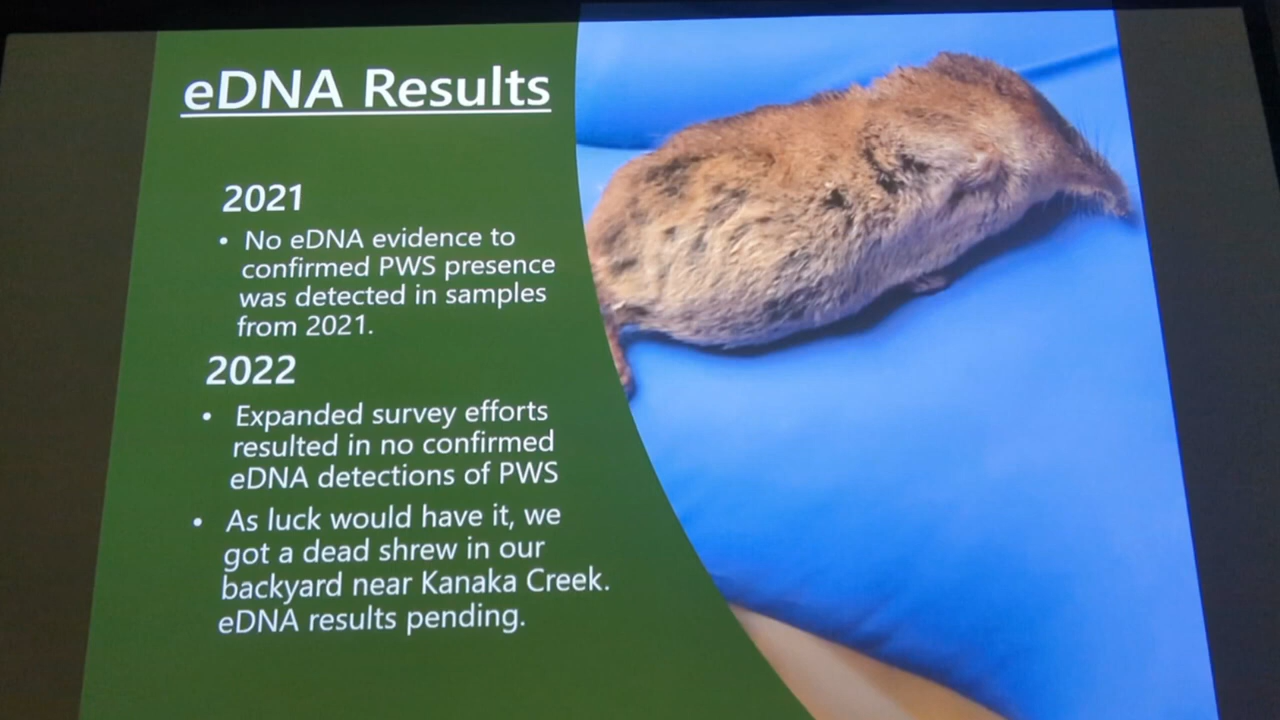 eDNA Results
2021
• No eDNA evidence to
confirmed PWS presence
was detected in samples
from 2021.
2022
• Expanded survey efforts
resulted in no confirmed
eDNA detections of PWS
• As luck would have it, we
got a dead shrew in our
backyard near Kanaka Creek.
eDNA results pending.